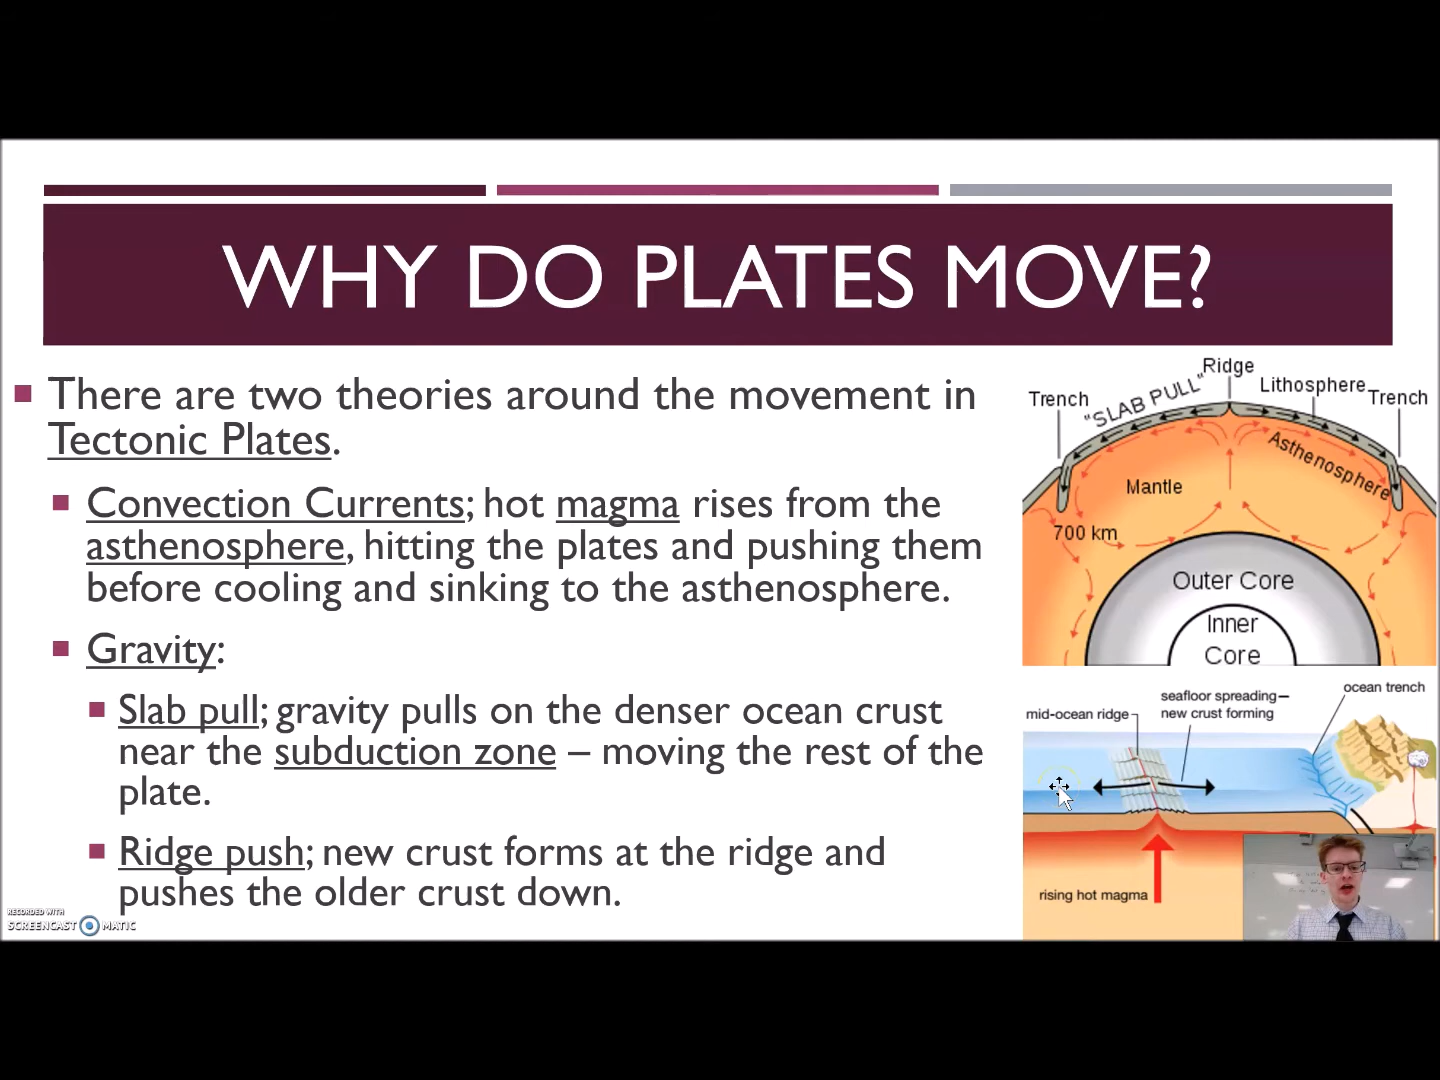 WHY DO PLATES MOVE?
There are two theories around the movement in
Tectonic Plates.
Convection Currents; hot magma rises from the
asthenosphere, hitting the plates and pushing them
before cooling and sinking to the asthenosphere.
Gravity:
Slab pull; gravity pulls on the denser ocean crust
near the subduction zone – moving the rest of the
plate.
Ridge push; new crust forms at the ridge and
pushes the older crust down.
Ridge
Trench
"SLAB PULL"
Lithosphere
Trench
Asthenosphere
Mantle
700 km
Outer Core
Inner
Core
ocean trench
seafloor spreading–
new crust forming
mid-ocean ridge
rising hot magma
RECORDED WITH
SCREENCAST MATIC